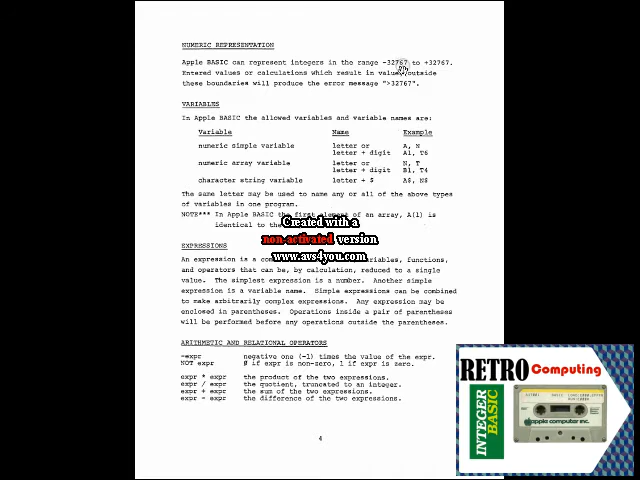 NUMERIC REPRESENTATION
Apple BASIC can represent integers in the range -32767 to +32767.
Entered values or calculations which result in values outside
these boundaries will produce the error message ">32767".
VARIABLES
In Apple BASIC the allowed variables and variable names are:
Variable Name Example
numeric simple variable letter or A, N
letter + digit A1, T6
numeric array variable letter or N, T
letter + digit B1, T4
character string variable letter + $ A$, N$
The same letter may be used to name any or all of the above types
of variables in one program.
NOTE*** In Apple BASIC the first element of an array, A(1) is
identical to the
Created with a
non-activated version
www.avs4you.com
EXPRESSIONS
An expression is a variables, functions,
and operators that can be, by calculation, reduced to a single
value. The simplest expression is a number. Another simple
expression is a variable name. Simple expressions can be combined
to make arbitrarily complex expressions. Any expression may be
enclosed in parentheses. Operations inside a pair of parentheses
will be performed before any operations outside the parentheses.
ARITHMETIC AND RELATIONAL OPERATORS
-expr negative one (-1) times the value of the expr.
NOT expr Ø if expr is non-zero, 1 if expr is zero.
expr * expr the product of the two expressions.
expr / expr the quotient, truncated to an integer.
expr + expr the sum of the two expressions.
expr - expr the difference of the two expressions.
4
RETRO Computing
INTEGER
BASIC
apple computer inc.